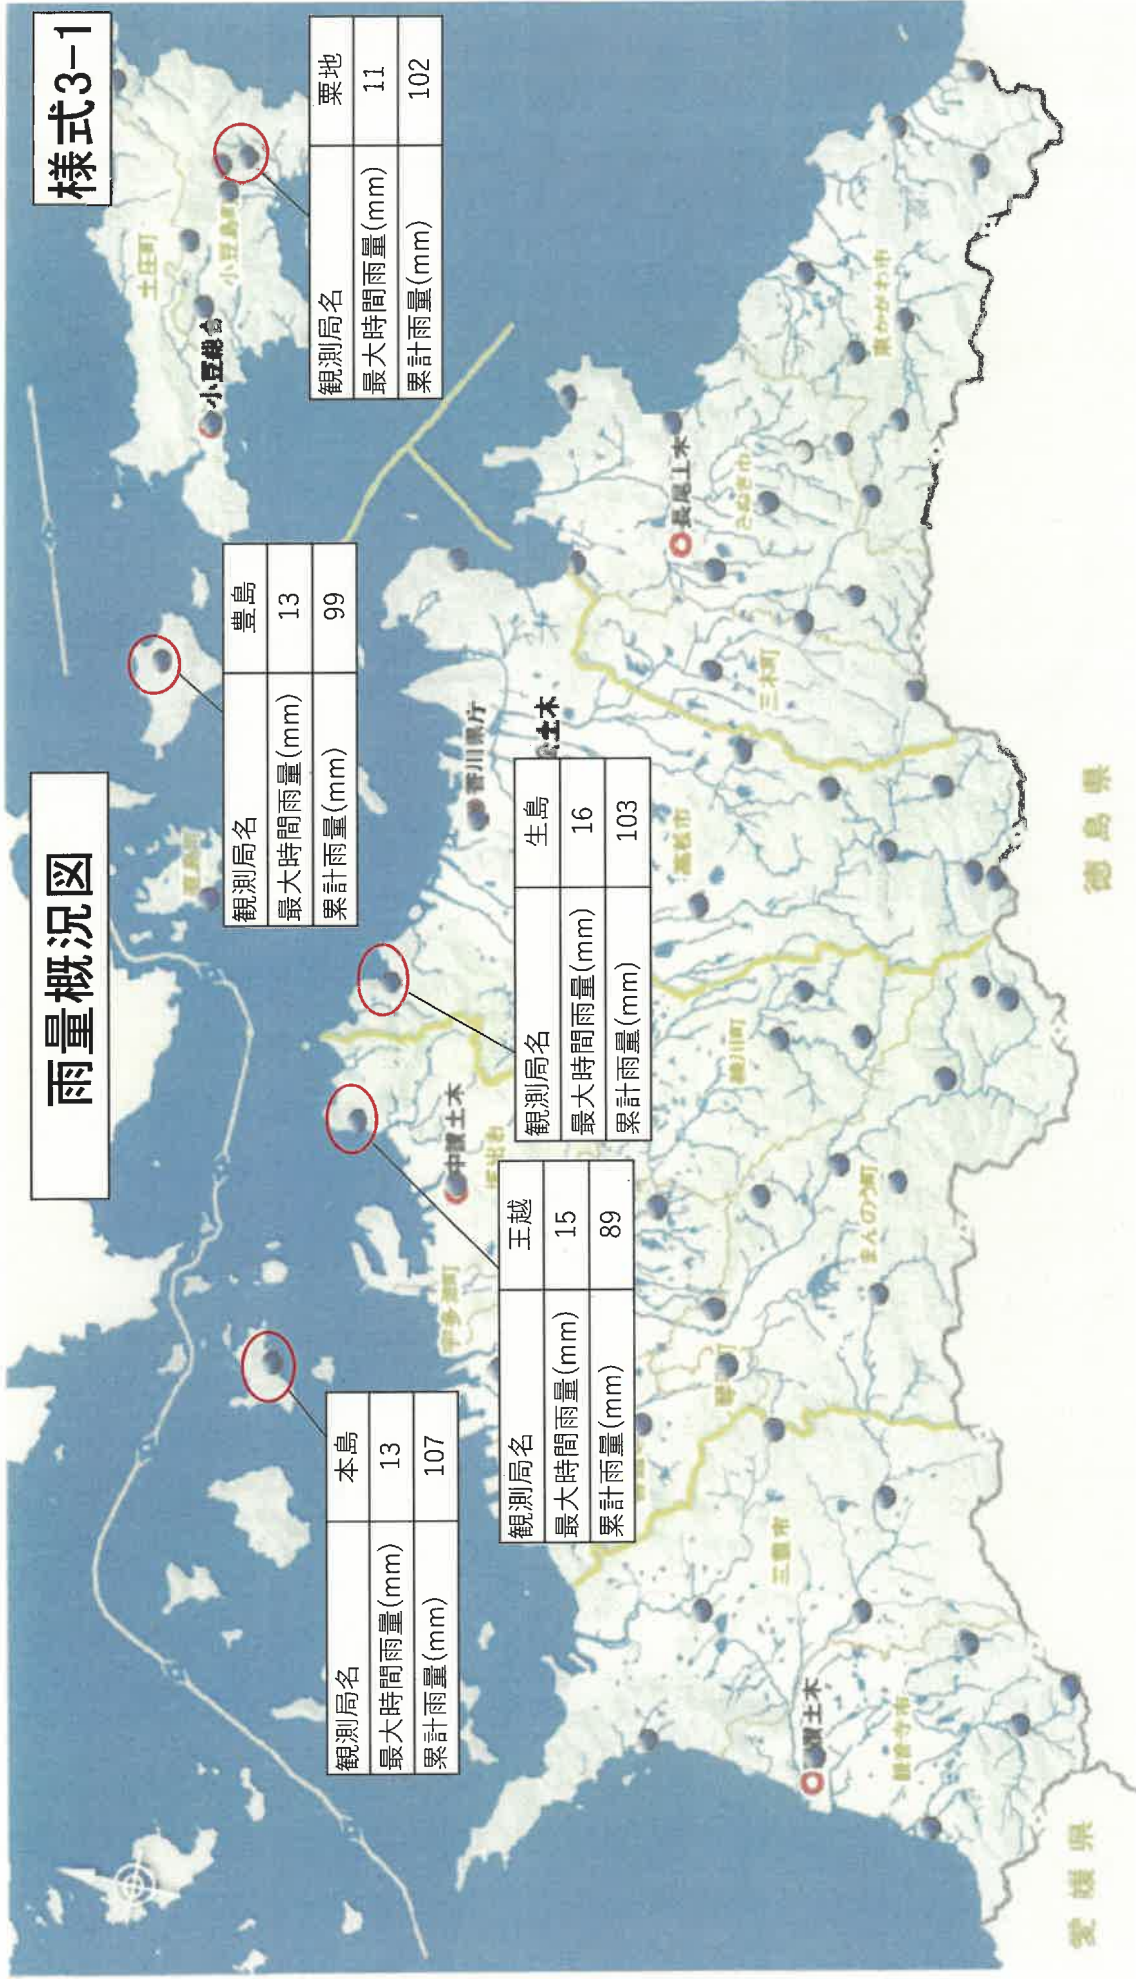 様式3-1
雨量概況図
観測局名 粟地
最大時間雨量(mm) 11
累計雨量(mm) 102
観測局名 豊島
最大時間雨量(mm) 13
累計雨量(mm) 99
観測局名 生島
最大時間雨量(mm) 16
累計雨量(mm) 103
観測局名 王越
最大時間雨量(mm) 15
累計雨量(mm) 89
観測局名 本島
最大時間雨量(mm) 13
累計雨量(mm) 107
土庄町
小豆島町
小豆総合
香川県庁
土木
長尾土木
さぬき市
東かがわ市
三木町
高松市
綾川町
中讃土木
宇多津町
まんのう町
三豊市
土木
観音寺市
徳島県
愛媛県